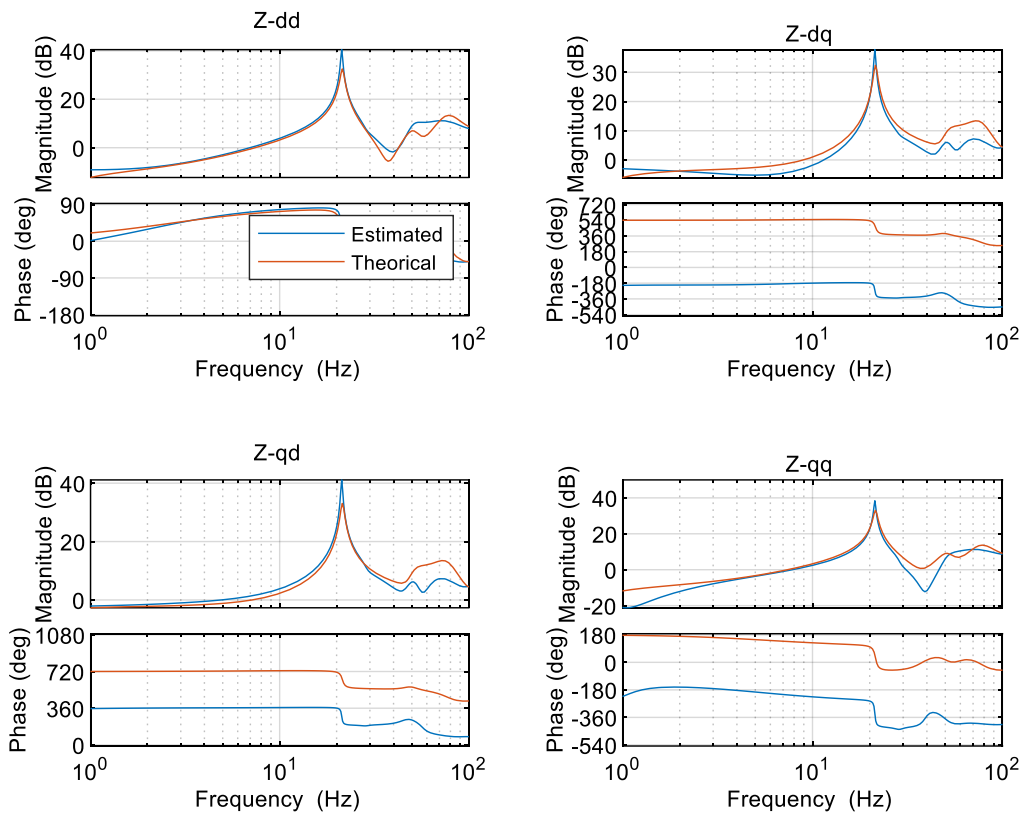 Z-dd
Magnitude (dB)
40
20
0
Phase (deg)
90
0
-90
-180
Estimated
Theorical
10^0
10^1
10^2
Frequency (Hz)
Z-dq
Magnitude (dB)
30
20
10
0
Phase (deg)
720
540
360
180
0
-180
-360
-540
10^0
10^1
10^2
Frequency (Hz)
Z-qd
Magnitude (dB)
40
20
0
Phase (deg)
1080
720
360
0
10^0
10^1
10^2
Frequency (Hz)
Z-qq
Magnitude (dB)
40
20
0
-20
Phase (deg)
180
0
-180
-360
-540
10^0
10^1
10^2
Frequency (Hz)